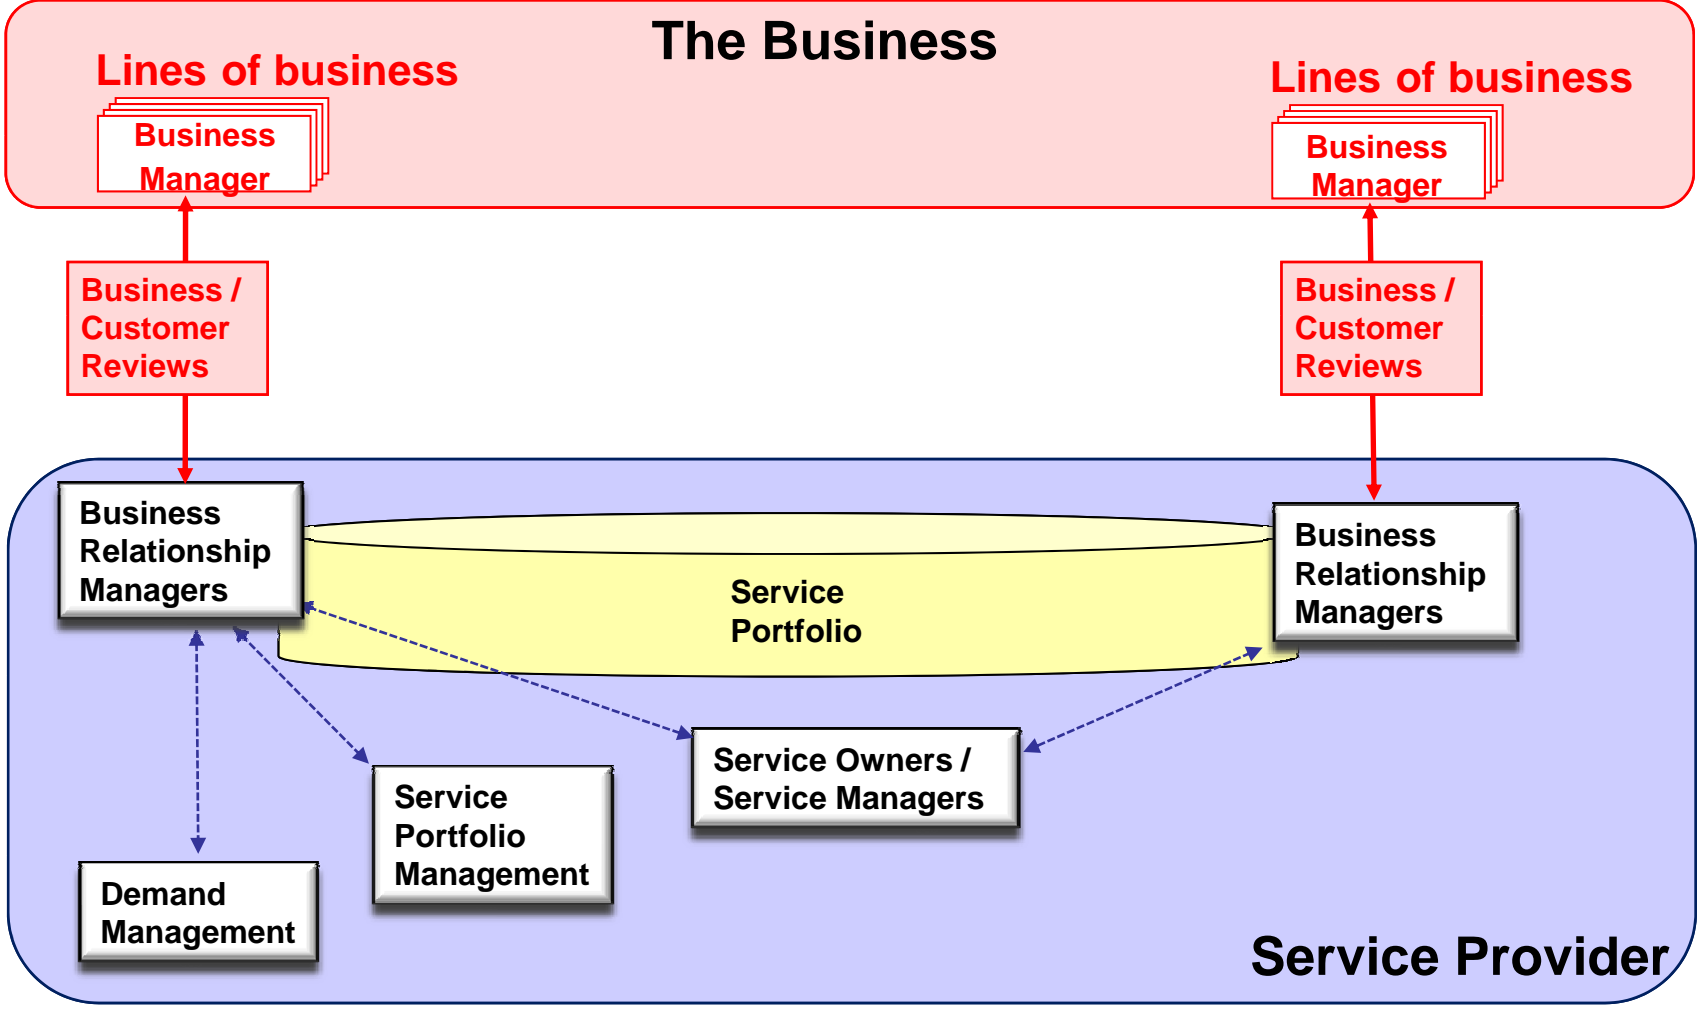 The Business
Lines of business
Business
Manager
Lines of business
Business
Manager
Business /
Customer
Reviews
Business /
Customer
Reviews
Business
Relationship
Managers
Service
Portfolio
Business
Relationship
Managers
Service Owners /
Service Managers
Service
Portfolio
Management
Demand
Management
Service Provider